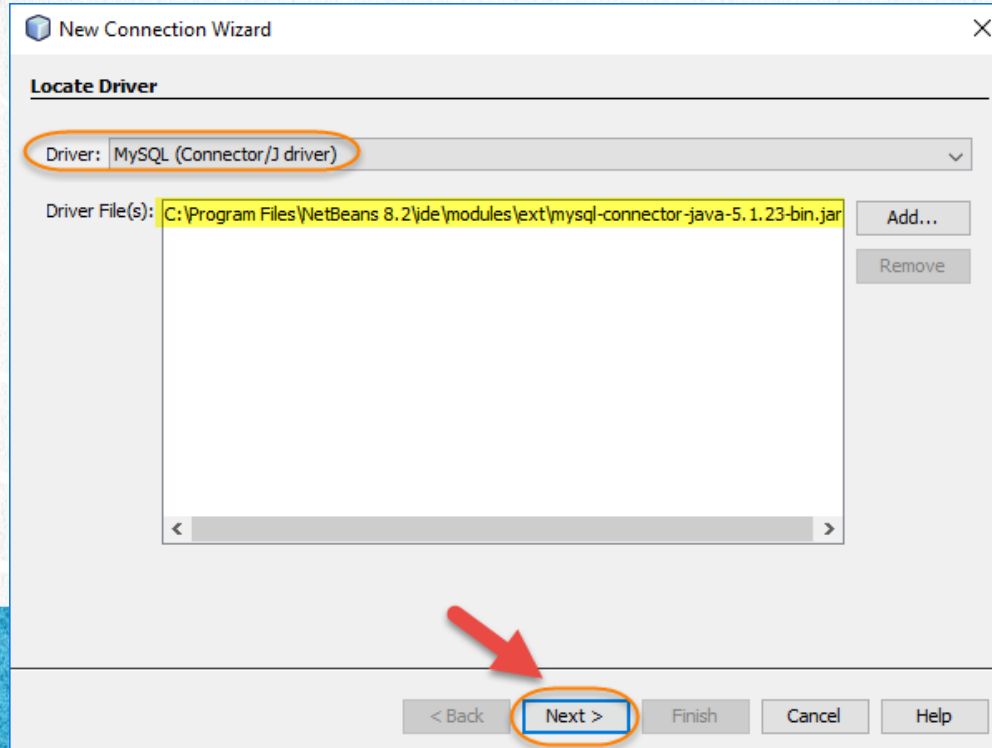 New Connection Wizard
Locate Driver
Driver: MySQL (Connector/J driver)
Driver File(s): C:\Program Files\NetBeans 8.2\ide\modules\ext\mysql-connector-java-5.1.23-bin.jar
Add...
Remove
< Back Next > Finish Cancel Help